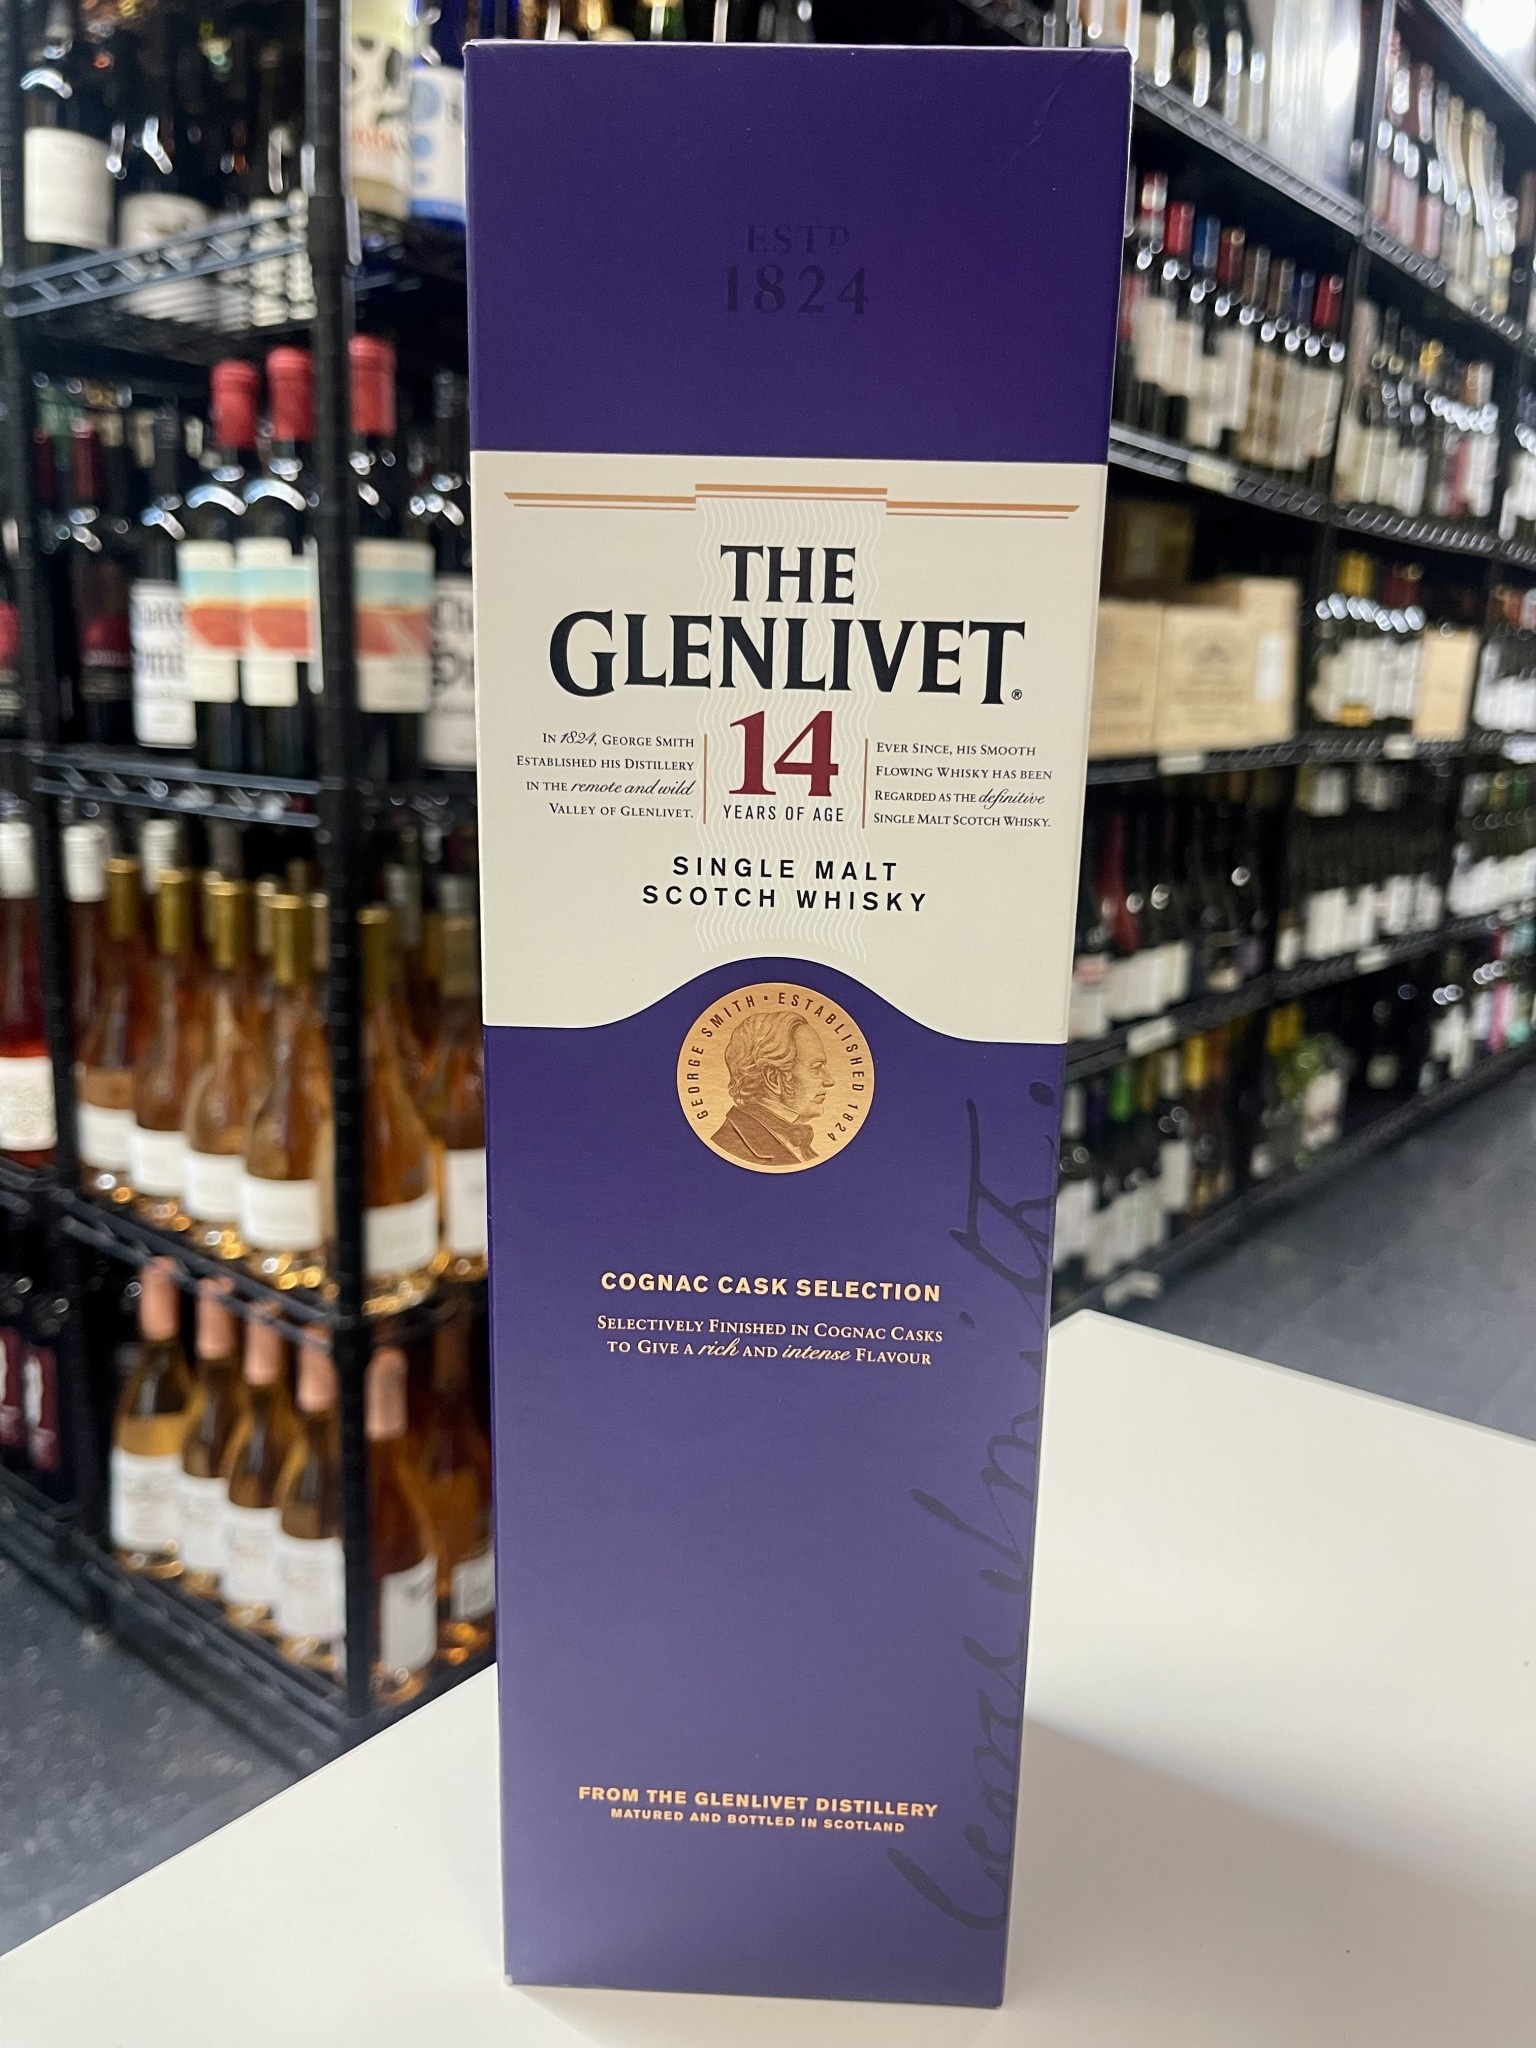 ESTD
1824
THE
GLENLIVET®
14
YEARS OF AGE
In 1824, George Smith
Established his Distillery
in the remote and wild
Valley of Glenlivet.
Ever Since, his Smooth
Flowing Whisky has been
Regarded as the definitive
Single Malt Scotch Whisky.
SINGLE MALT
SCOTCH WHISKY
GEORGE SMITH • ESTABLISHED 1824
COGNAC CASK SELECTION
Selectively Finished in Cognac Casks
to Give a rich and intense Flavour
George Smith.
FROM THE GLENLIVET DISTILLERY
MATURED AND BOTTLED IN SCOTLAND